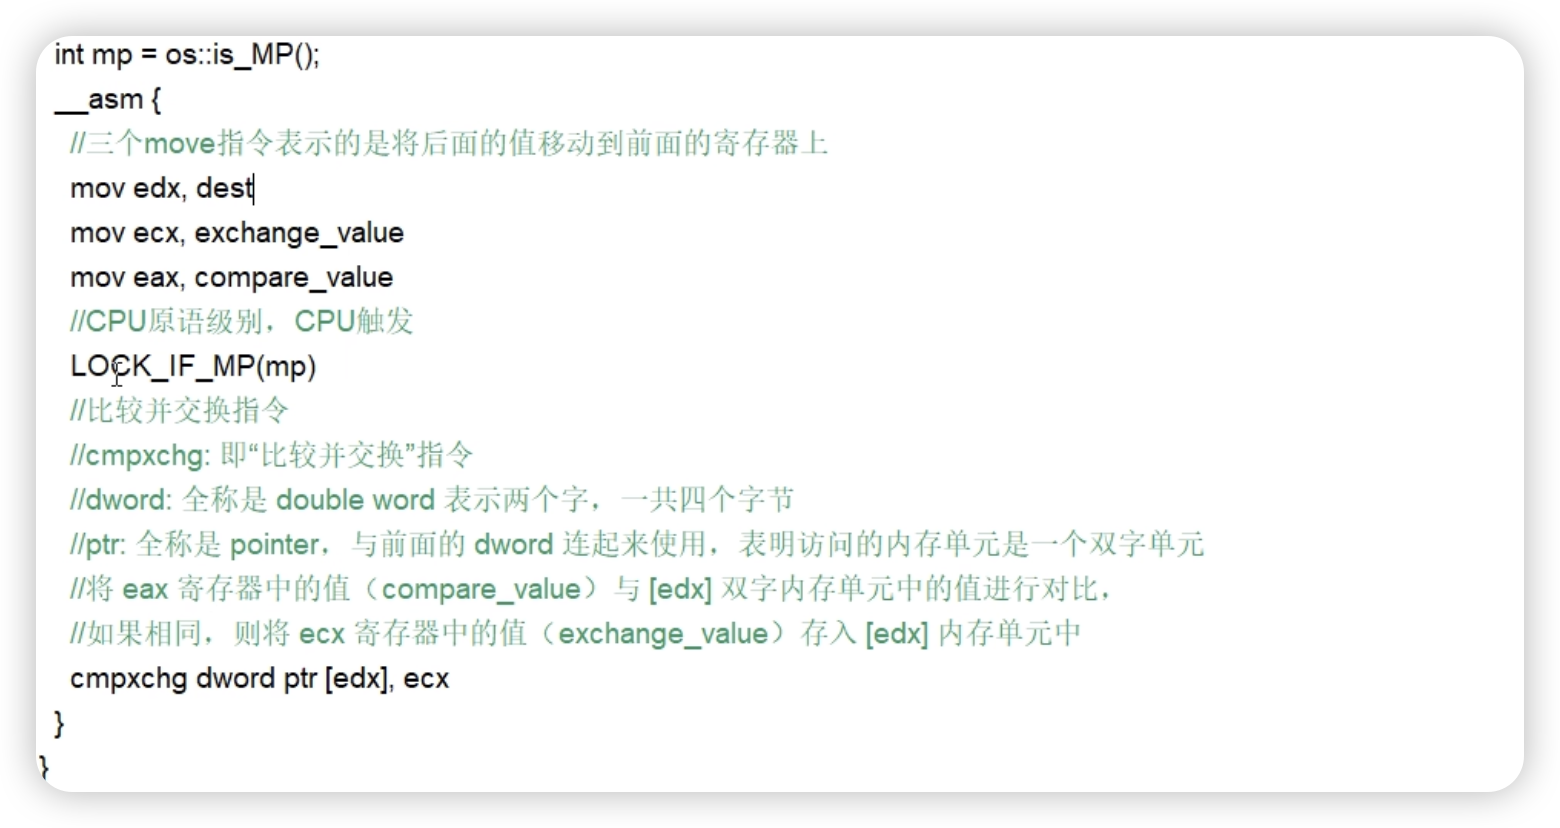 int mp = os::is_MP();
__asm {
//三个move指令表示的是将后面的值移动到前面的寄存器上
mov edx, dest
mov ecx, exchange_value
mov eax, compare_value
//CPU原语级别，CPU触发
LOCK_IF_MP(mp)
//比较并交换指令
//cmpxchg: 即“比较并交换”指令
//dword: 全称是 double word 表示两个字，一共四个字节
//ptr: 全称是 pointer，与前面的 dword 连起来使用，表明访问的内存单元是一个双字单元
//将 eax 寄存器中的值（compare_value）与 [edx] 双字内存单元中的值进行对比，
//如果相同，则将 ecx 寄存器中的值（exchange_value）存入 [edx] 内存单元中
cmpxchg dword ptr [edx], ecx
}
}